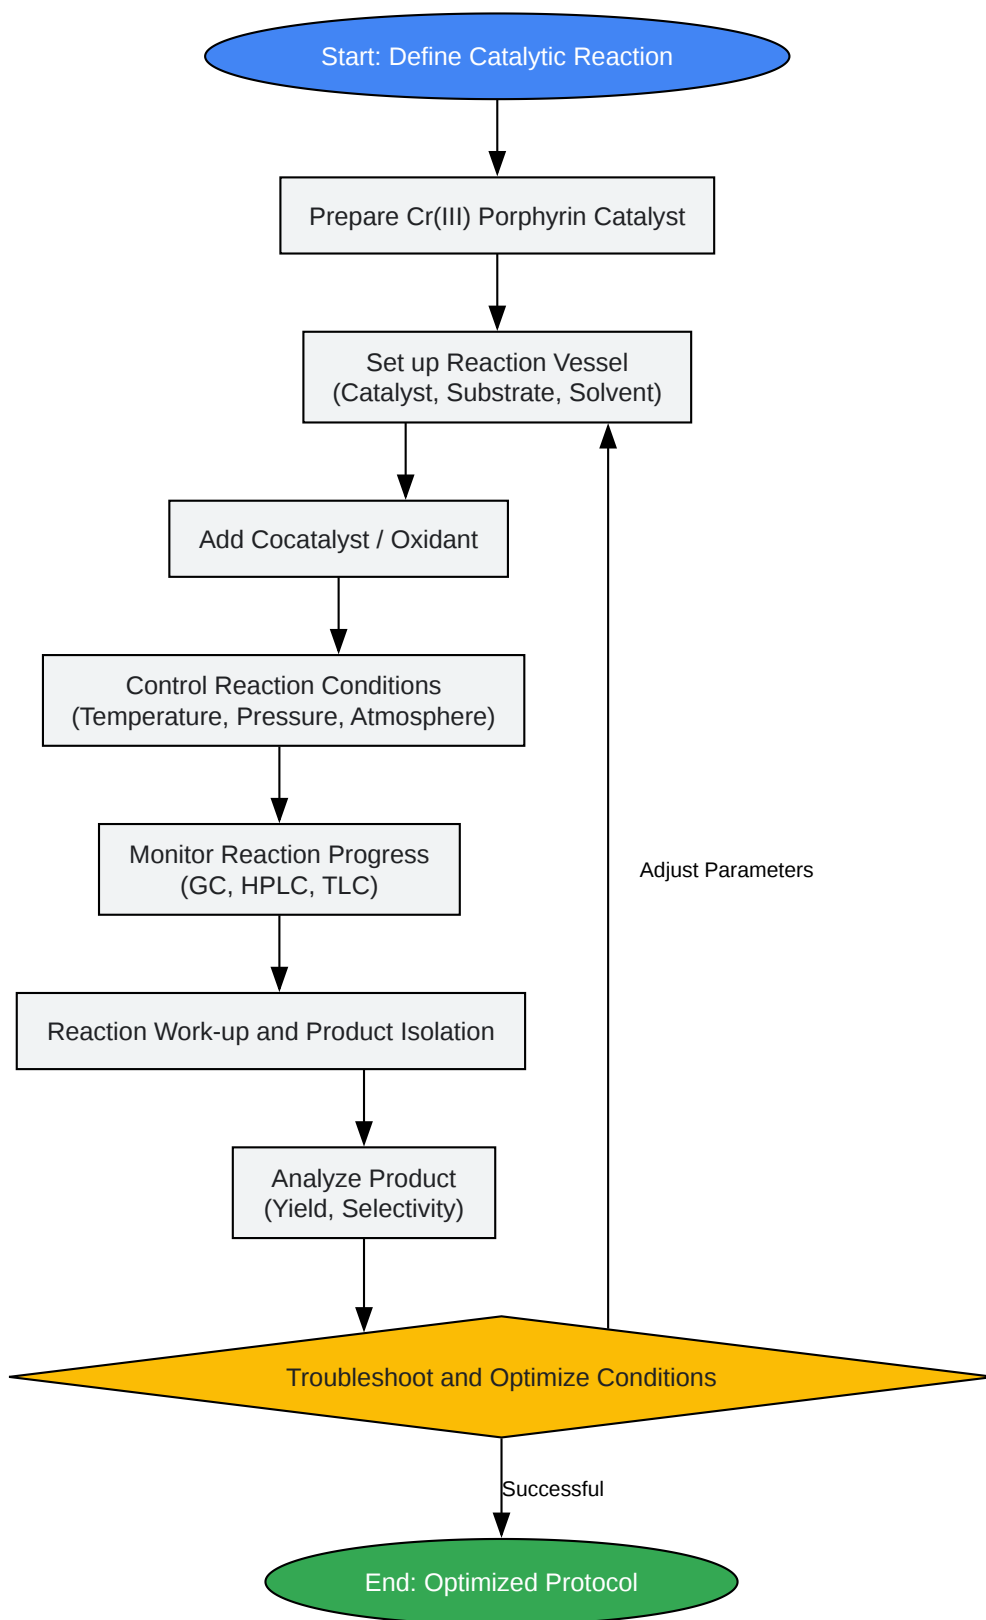 Start: Define Catalytic Reaction
Prepare Cr(III) Porphyrin Catalyst
Set up Reaction Vessel
(Catalyst, Substrate, Solvent)
Add Cocatalyst / Oxidant
Control Reaction Conditions
(Temperature, Pressure, Atmosphere)
Monitor Reaction Progress
(GC, HPLC, TLC)
Adjust Parameters
Reaction Work-up and Product Isolation
Analyze Product
(Yield, Selectivity)
Troubleshoot and Optimize Conditions
Successful
End: Optimized Protocol